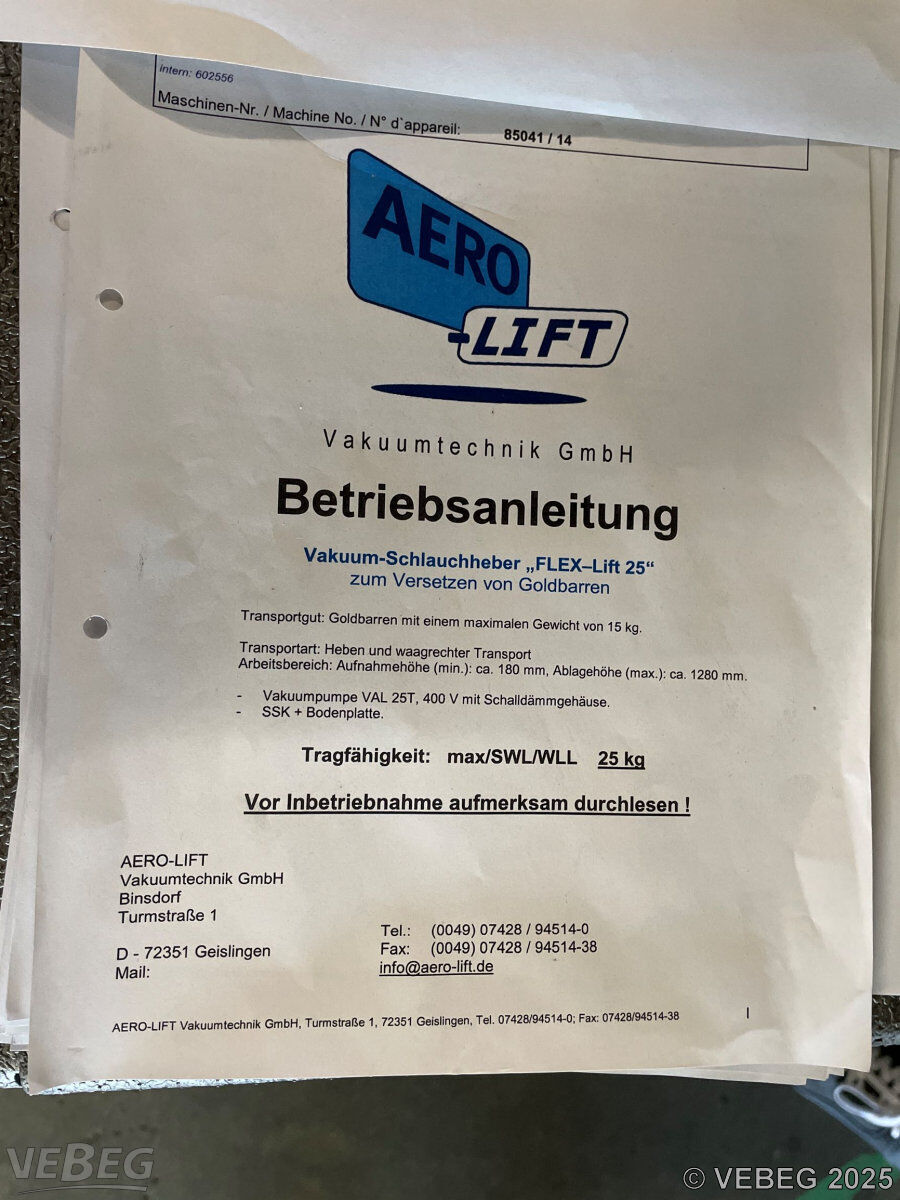 intern: 602556
Maschinen-Nr. / Machine No. / N° d`appareil: 85041 / 14
AERO
-LIFT
Vakuumtechnik GmbH
Betriebsanleitung
Vakuum-Schlauchheber „FLEX–Lift 25“
zum Versetzen von Goldbarren
Transportgut: Goldbarren mit einem maximalen Gewicht von 15 kg.
Transportart: Heben und waagrechter Transport
Arbeitsbereich: Aufnahmehöhe (min.): ca. 180 mm, Ablagehöhe (max.): ca. 1280 mm.
- Vakuumpumpe VAL 25T, 400 V mit Schalldämmgehäuse.
- SSK + Bodenplatte.
Tragfähigkeit: max/SWL/WLL 25 kg
Vor Inbetriebnahme aufmerksam durchlesen !
AERO-LIFT
Vakuumtechnik GmbH
Binsdorf
Turmstraße 1
D - 72351 Geislingen
Mail:
Tel.: (0049) 07428 / 94514-0
Fax: (0049) 07428 / 94514-38
info@aero-lift.de
AERO-LIFT Vakuumtechnik GmbH, Turmstraße 1, 72351 Geislingen, Tel. 07428/94514-0; Fax: 07428/94514-38 I
VEBEG
© VEBEG 2025